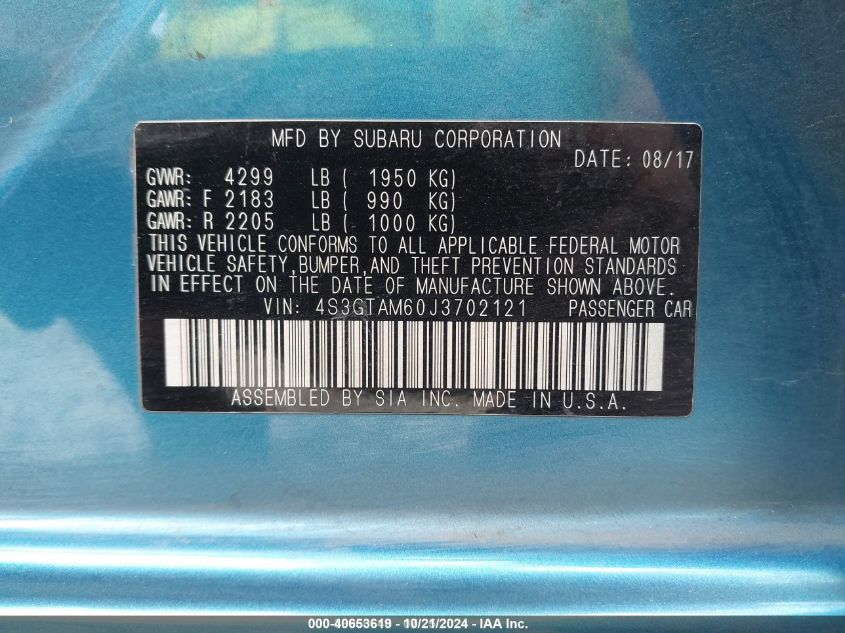 MFD BY SUBARU CORPORATION
DATE: 08/17
GVWR: 4299 LB ( 1950 KG)
GAWR: F 2183 LB ( 990 KG)
GAWR: R 2205 LB ( 1000 KG)
THIS VEHICLE CONFORMS TO ALL APPLICABLE FEDERAL MOTOR
VEHICLE SAFETY,BUMPER,AND THEFT PREVENTION STANDARDS
IN EFFECT ON THE DATE OF MANUFACTURE SHOWN ABOVE.
VIN: 4S3GTAM60J3702121 PASSENGER CAR
ASSEMBLED BY SIA INC. MADE IN U.S.A.
000-40653619 - 10/21/2024 - IAA Inc.